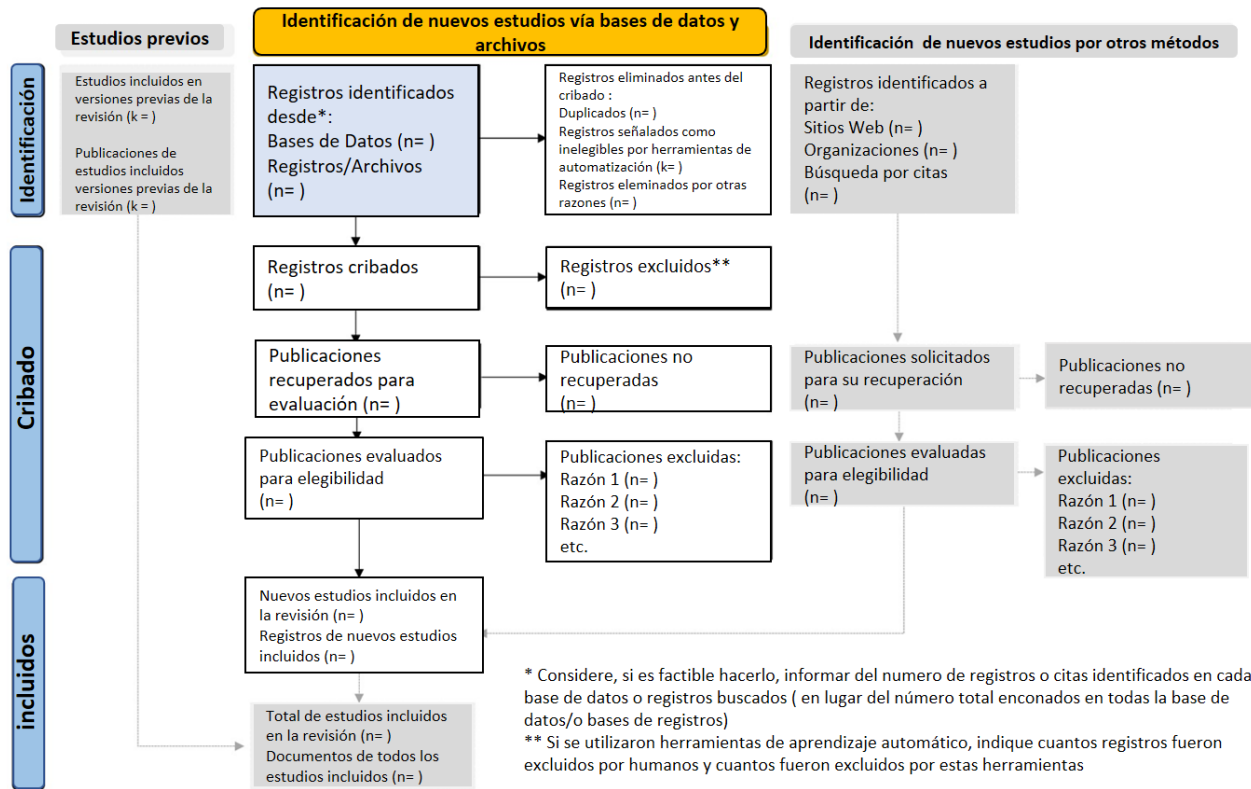 Estudios previos
Identificación de nuevos estudios vía bases de datos y
archivos
Identificación de nuevos estudios por otros métodos
Identificación
Estudios incluidos en
versiones previas de la
revisión (k = )
Publicaciones de
estudios incluidos
versiones previas de la
revisión (k = )
Registros identificados
desde*:
Bases de Datos (n= )
Registros/Archivos
(n= )
Registros eliminados antes del
cribado :
Duplicados (n= )
Registros señalados como
inelegibles por herramientas de
automatización (k= )
Registros eleminados por otras
razones (n= )
Registros identificados a
partir de:
Sitios Web (n= )
Organizaciones (n= )
Búsqueda por citas
(n= )
Cribado
Registros cribados
(n= )
Registros excluidos**
(n= )
Publicaciones
recuperados para
evaluación (n= )
Publicaciones no
recuperadas
(n= )
Publicaciones solicitados
para su recuperación
(n= )
Publicaciones no
recuperadas (n= )
Publicaciones evaluados
para elegibilidad
(n= )
Publicaciones excluidas:
Razón 1 (n= )
Razón 2 (n= )
Razón 3 (n= )
etc.
Publicaciones evaluadas
para elegibilidad
(n= )
Publicaciones
excluidas:
Razón 1 (n= )
Razón 2 (n= )
Razón 3 (n= )
etc.
incluidos
Nuevos estudios incluidos en
la revisión (n= )
Registros de nuevos estudios
incluidos (n= )
Total de estudios incluidos
en la revisión (n= )
Documentos de todos los
estudios incluidos (n= )
* Considere, si es factible hacerlo, informar del numero de registros o citas identificados en cada
base de datos o registros buscados ( en lugar del número total enconados en todas la base de
datos/o bases de registros)
** Si se utilizaron herramientas de aprendizaje automático, indique cuantos registros fueron
excluidos por humanos y cuantos fueron excluidos por estas herramientas